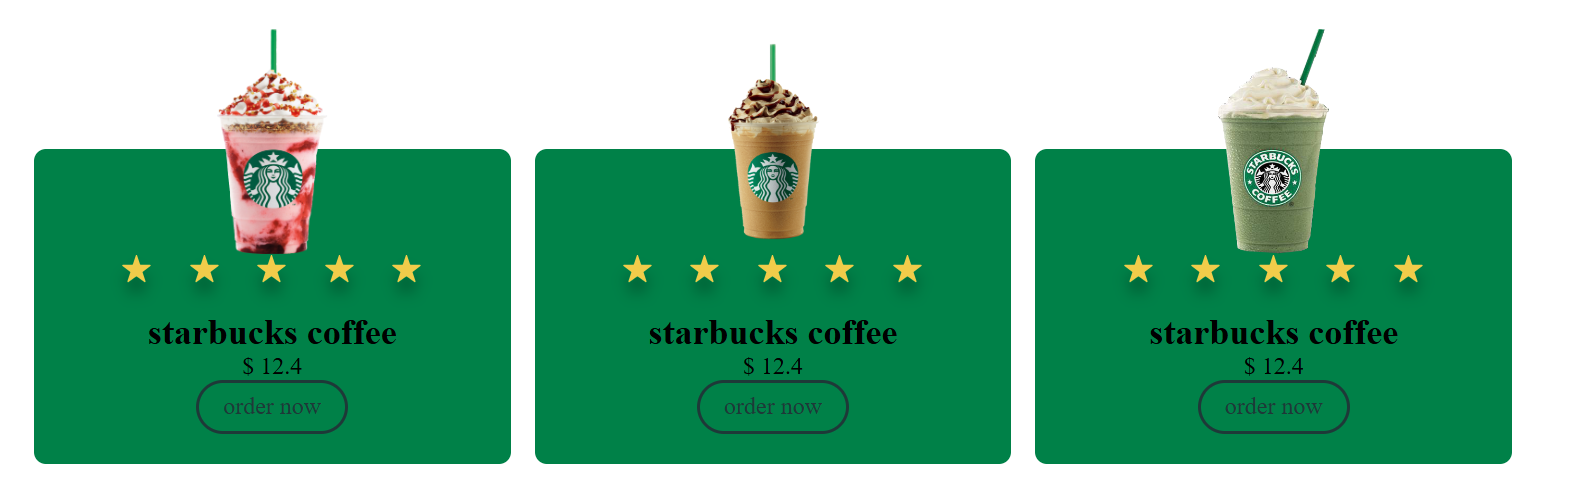 starbucks coffee
$ 12.4
order now
starbucks coffee
$ 12.4
order now
STARBUCKS
COFFEE
starbucks coffee
$ 12.4
order now